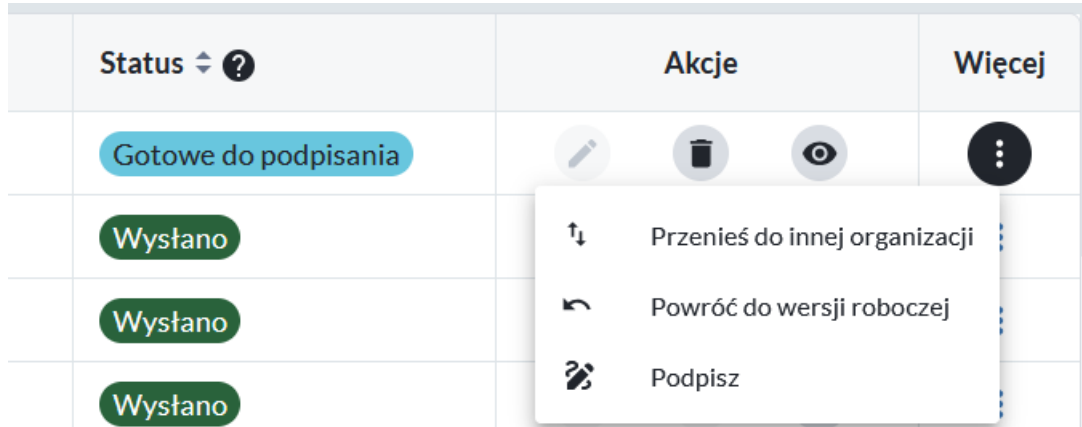 Status ? Akcje Więcej
Gotowe do podpisania
Wysłano
Przenieś do innej organizacji
Wysłano
Powróć do wersji roboczej
Podpisz
Wysłano